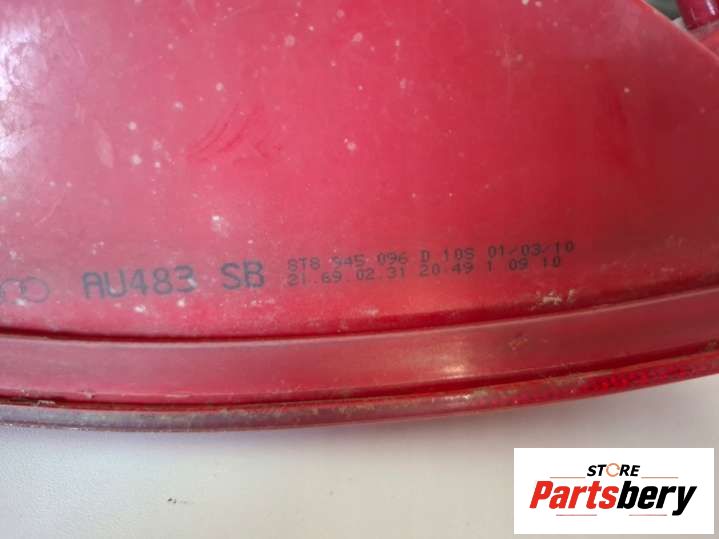 AU483 SB
8T8 945 096 D 10S 01/03/10
21.69.02.31 20:49 1 09 10
STORE
Partsbery